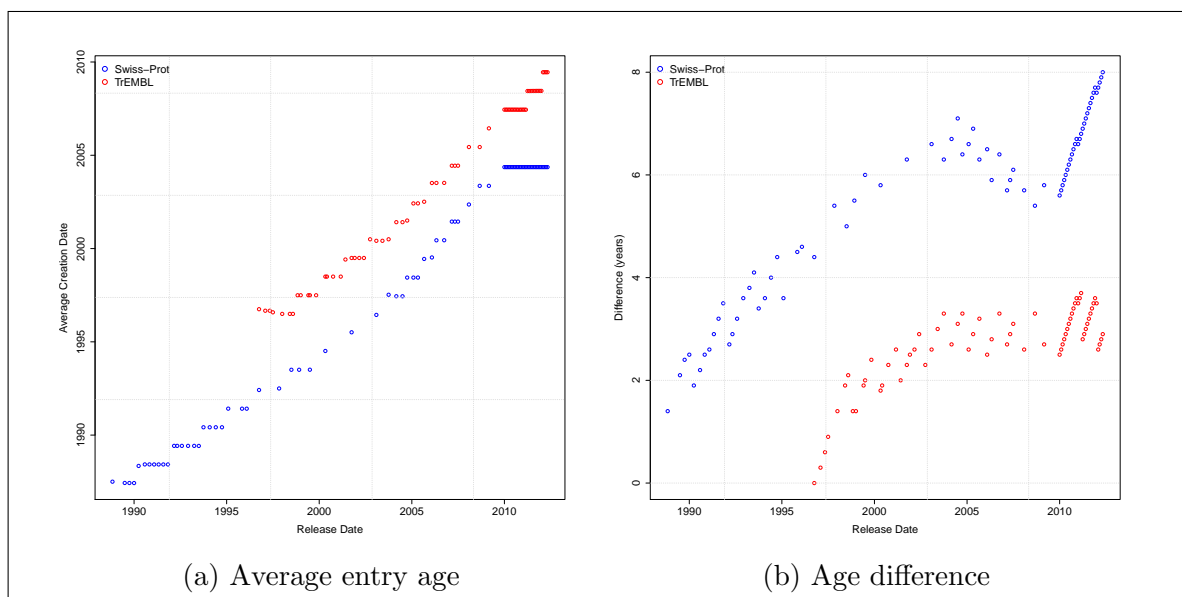 Swiss−Prot
TrEMBL
Average Creation Date
2010
2005
2000
1995
1990
1990 1995 2000 2005 2010
Release Date
(a) Average entry age
Swiss−Prot
TrEMBL
Difference (years)
8
6
4
2
0
1990 1995 2000 2005 2010
Release Date
(b) Age difference